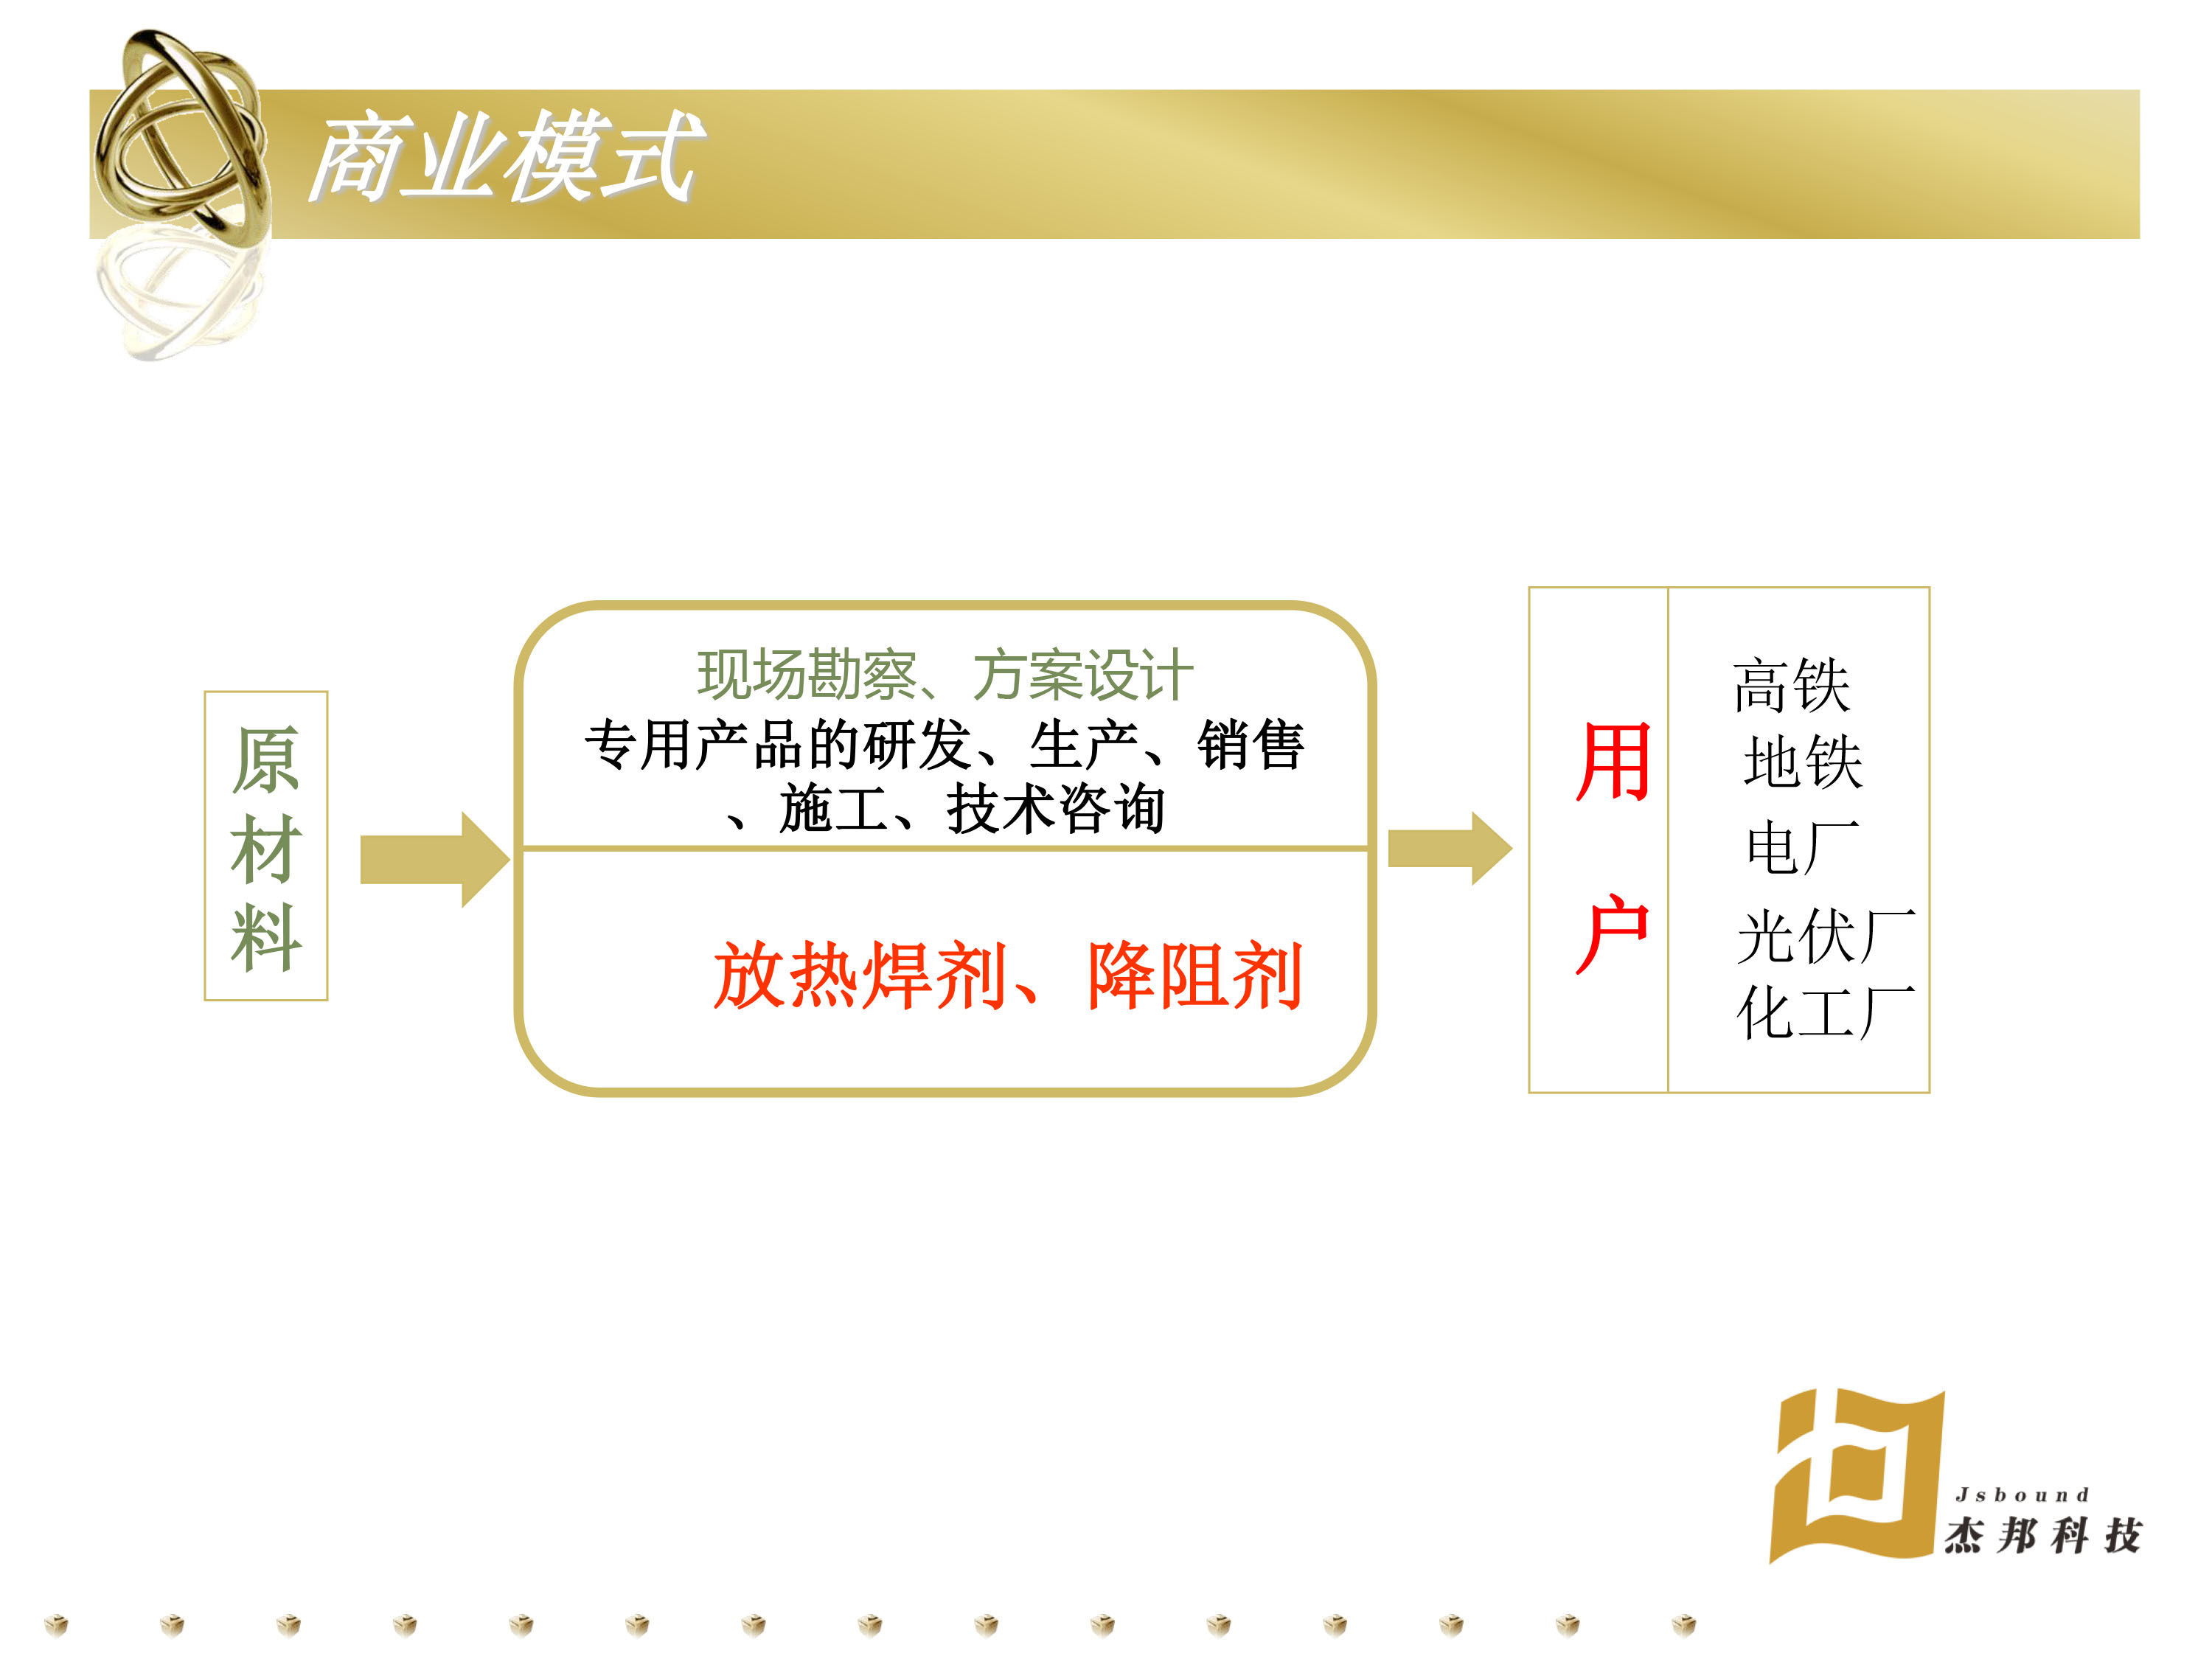 商业模式
原
材
料
现场勘察、方案设计
专用产品的研发、生产、销售
、施工、技术咨询
放热焊剂、降阻剂
用
户
高铁
地铁
电厂
光伏厂
化工厂
Jsbound
杰邦科技